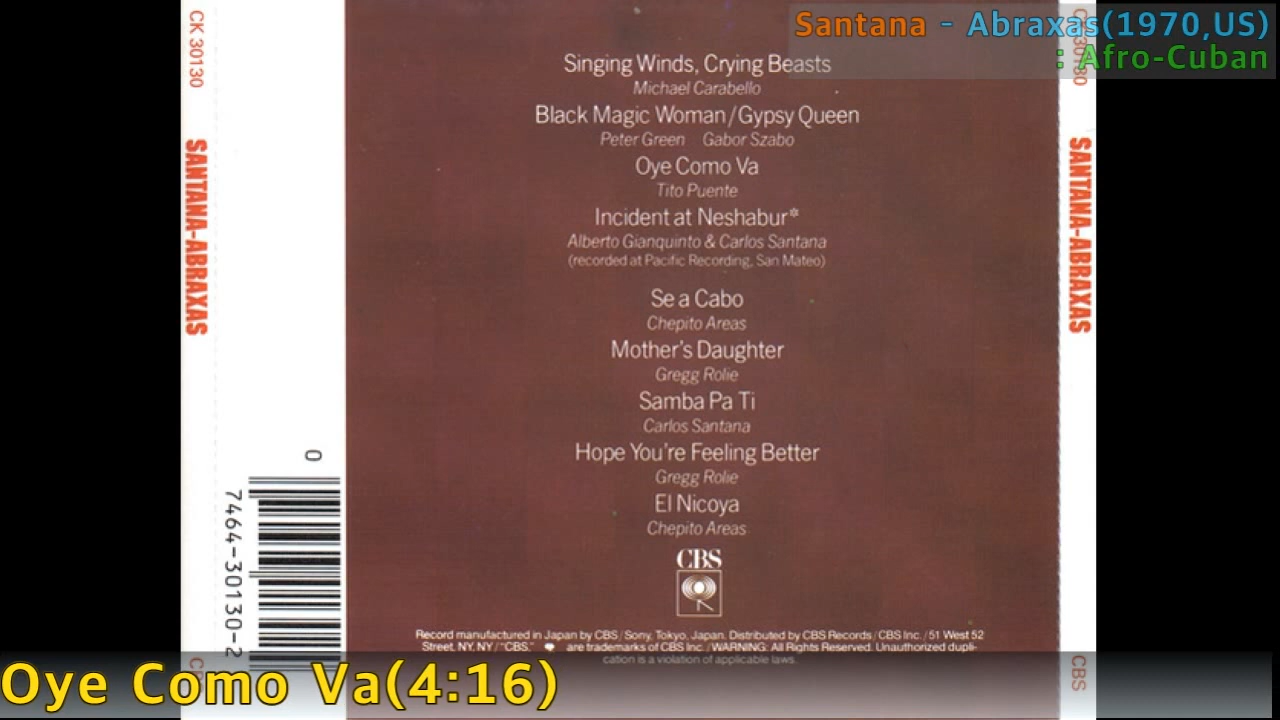 Santana - Abraxas(1970,US)
: Afro-Cuban
CK 30130
SANTANA-ABRAXAS
0
7464-30130-2
Singing Winds, Crying Beasts
Michael Carabello
Black Magic Woman/Gypsy Queen
Peter Green Gabor Szabo
Oye Como Va
Tito Puente
Incident at Neshabur*
Alberto Gianquinto & Carlos Santana
(recorded at Pacific Recording, San Mateo)
Se a Cabo
Chepito Areas
Mother's Daughter
Gregg Rolie
Samba Pa Ti
Carlos Santana
Hope You're Feeling Better
Gregg Rolie
El Nicoya
Chepito Areas
CBS
Record manufactured in Japan by CBS/Sony, Tokyo, Japan. Distributed by CBS Records/CBS Inc./51 West 52
Street, NY, NY/"CBS," are trademarks of CBS Inc./WARNING: All Rights Reserved. Unauthorized dupli-
cation is a violation of applicable laws.
SANTANA-ABRAXAS
CBS
Oye Como Va(4:16)